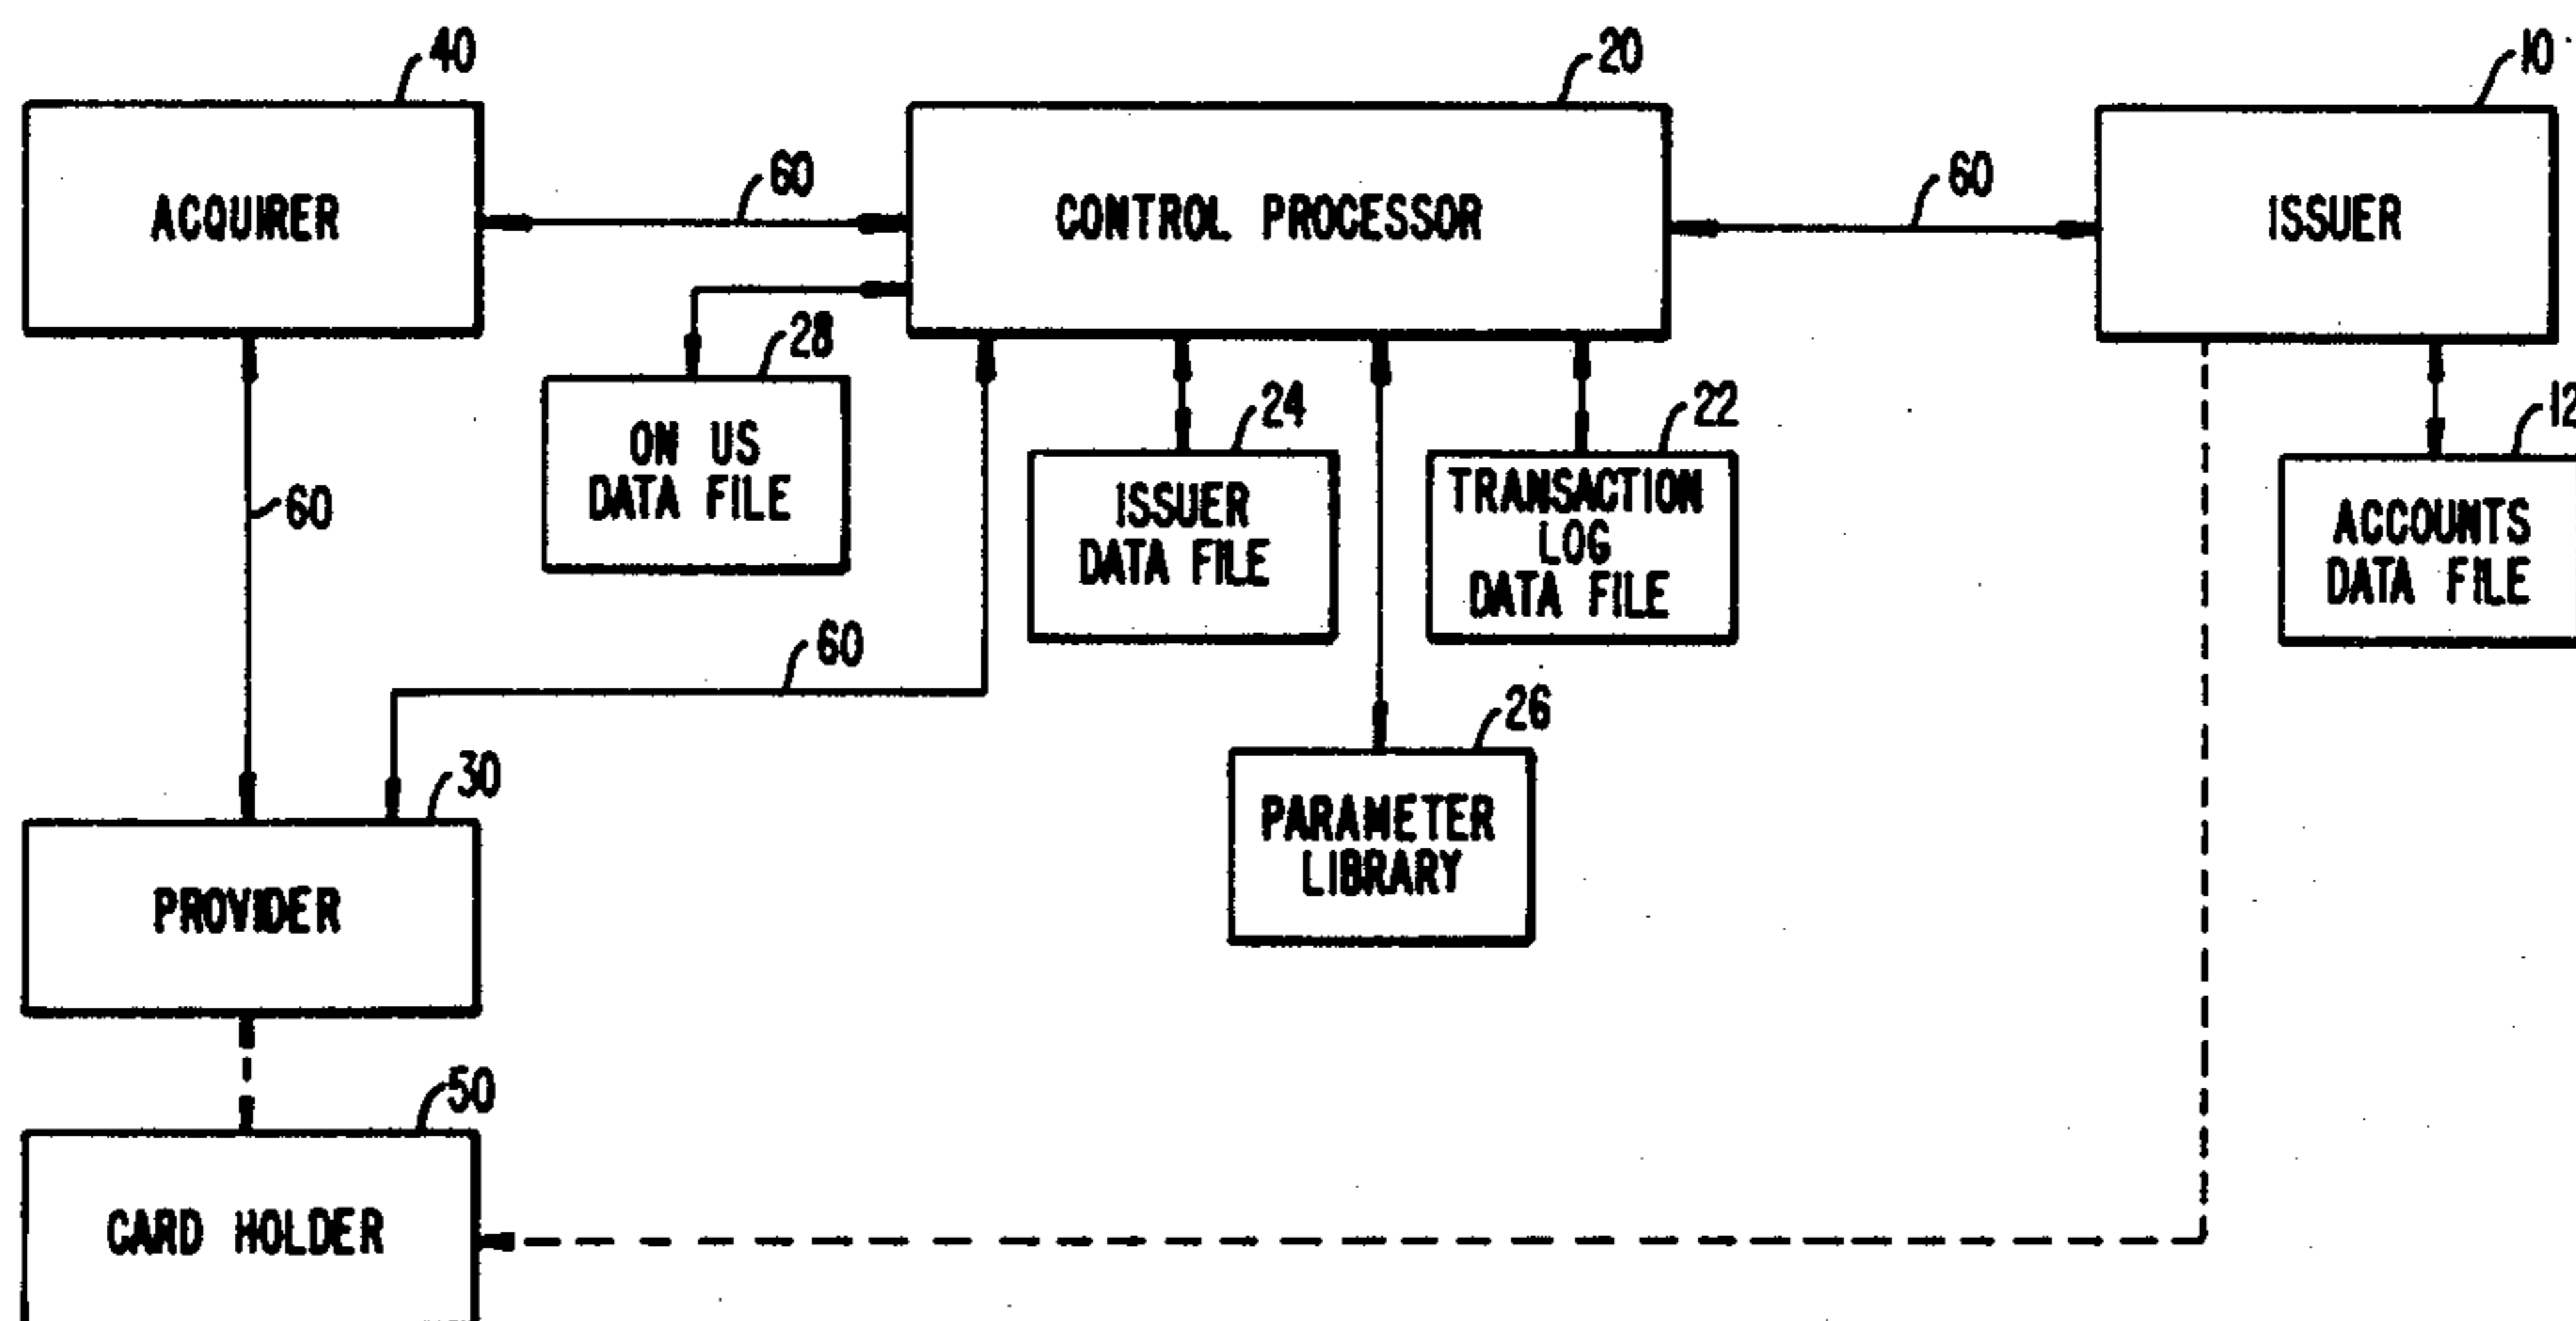 40
20
10
ACQUIRER
60
CONTROL PROCESSOR
60
ISSUER
28
24
22
12
ON US
DATA FILE
ISSUER
DATA FILE
TRANSACTION
LOG
DATA FILE
ACCOUNTS
DATA FILE
60
60
26
30
PARAMETER
LIBRARY
PROVIDER
50
CARD HOLDER